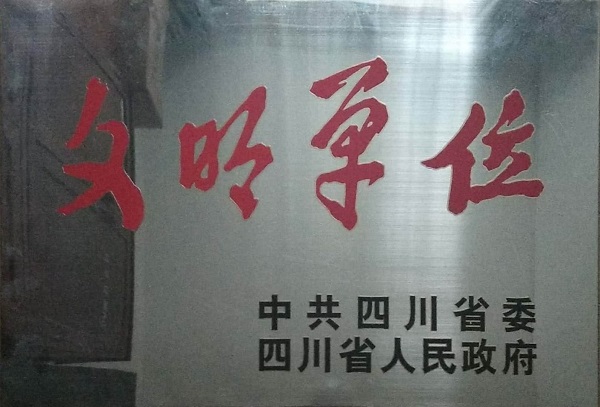 文明单位
中共四川省委
四川省人民政府